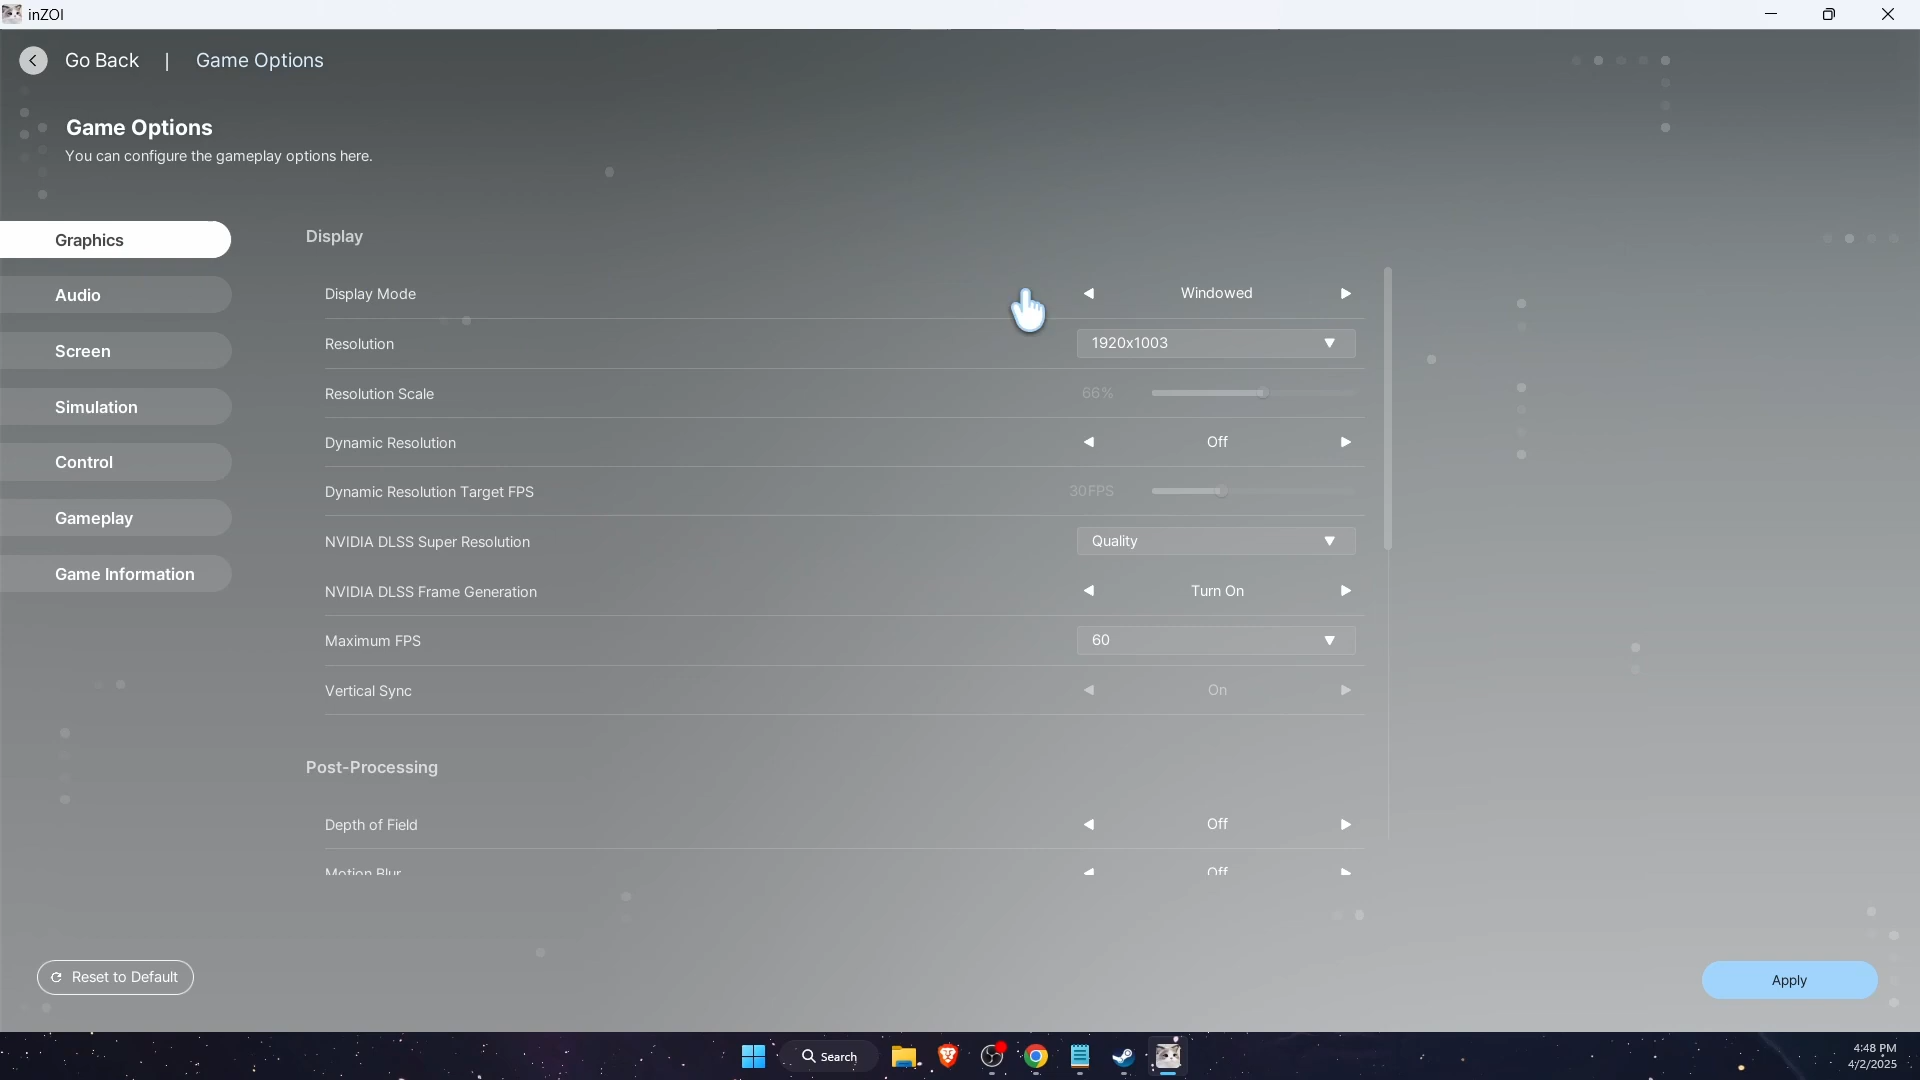 inZOI
Go Back | Game Options
Game Options
You can configure the gameplay options here.
Graphics
Audio
Screen
Simulation
Control
Gameplay
Game Information
Display
Display Mode Windowed
Resolution 1920x1003
Resolution Scale 66%
Dynamic Resolution Off
Dynamic Resolution Target FPS 30FPS
NVIDIA DLSS Super Resolution Quality
NVIDIA DLSS Frame Generation Turn On
Maximum FPS 60
Vertical Sync On
Post-Processing
Depth of Field Off
Motion Blur Off
Reset to Default
Apply
Search
4:48 PM
4/2/2025